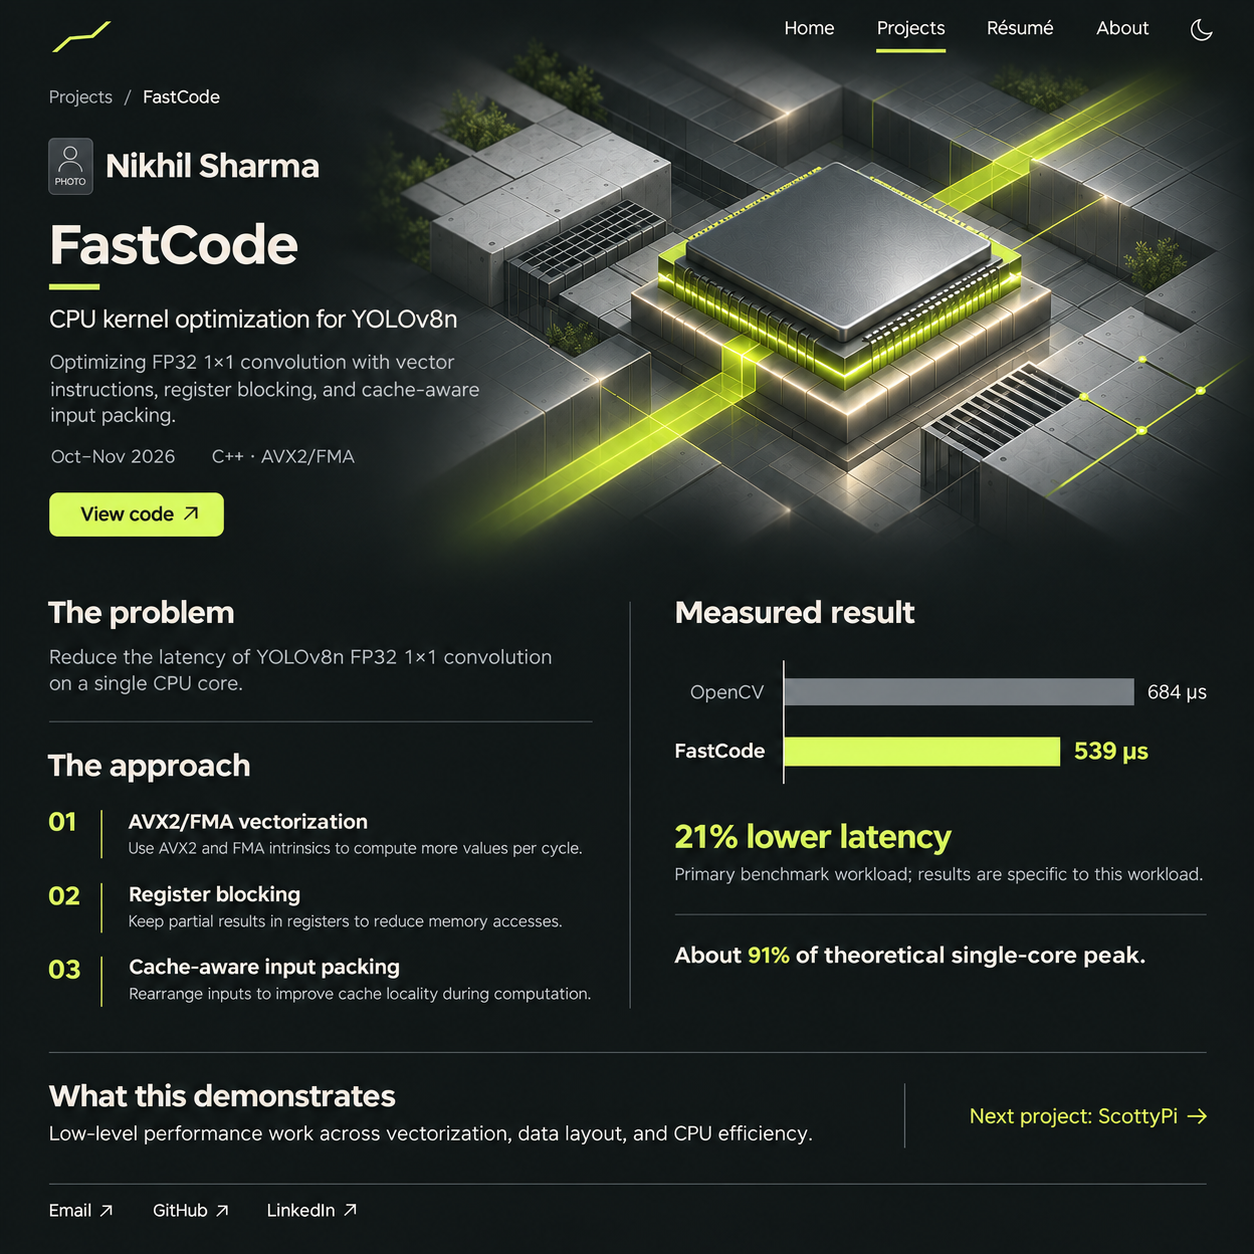 Home Projects Résumé About
Projects / FastCode
PHOTO
Nikhil Sharma
FastCode
CPU kernel optimization for YOLOv8n
Optimizing FP32 1×1 convolution with vector
instructions, register blocking, and cache-aware
input packing.
Oct–Nov 2026 C++ · AVX2/FMA
View code ↗
The problem
Reduce the latency of YOLOv8n FP32 1×1 convolution
on a single CPU core.
The approach
01
AVX2/FMA vectorization
Use AVX2 and FMA intrinsics to compute more values per cycle.
02
Register blocking
Keep partial results in registers to reduce memory accesses.
03
Cache-aware input packing
Rearrange inputs to improve cache locality during computation.
Measured result
OpenCV 684 µs
FastCode 539 µs
21% lower latency
Primary benchmark workload; results are specific to this workload.
About 91% of theoretical single-core peak.
What this demonstrates
Low-level performance work across vectorization, data layout, and CPU efficiency.
Next project: ScottyPi →
Email ↗ GitHub ↗ LinkedIn ↗